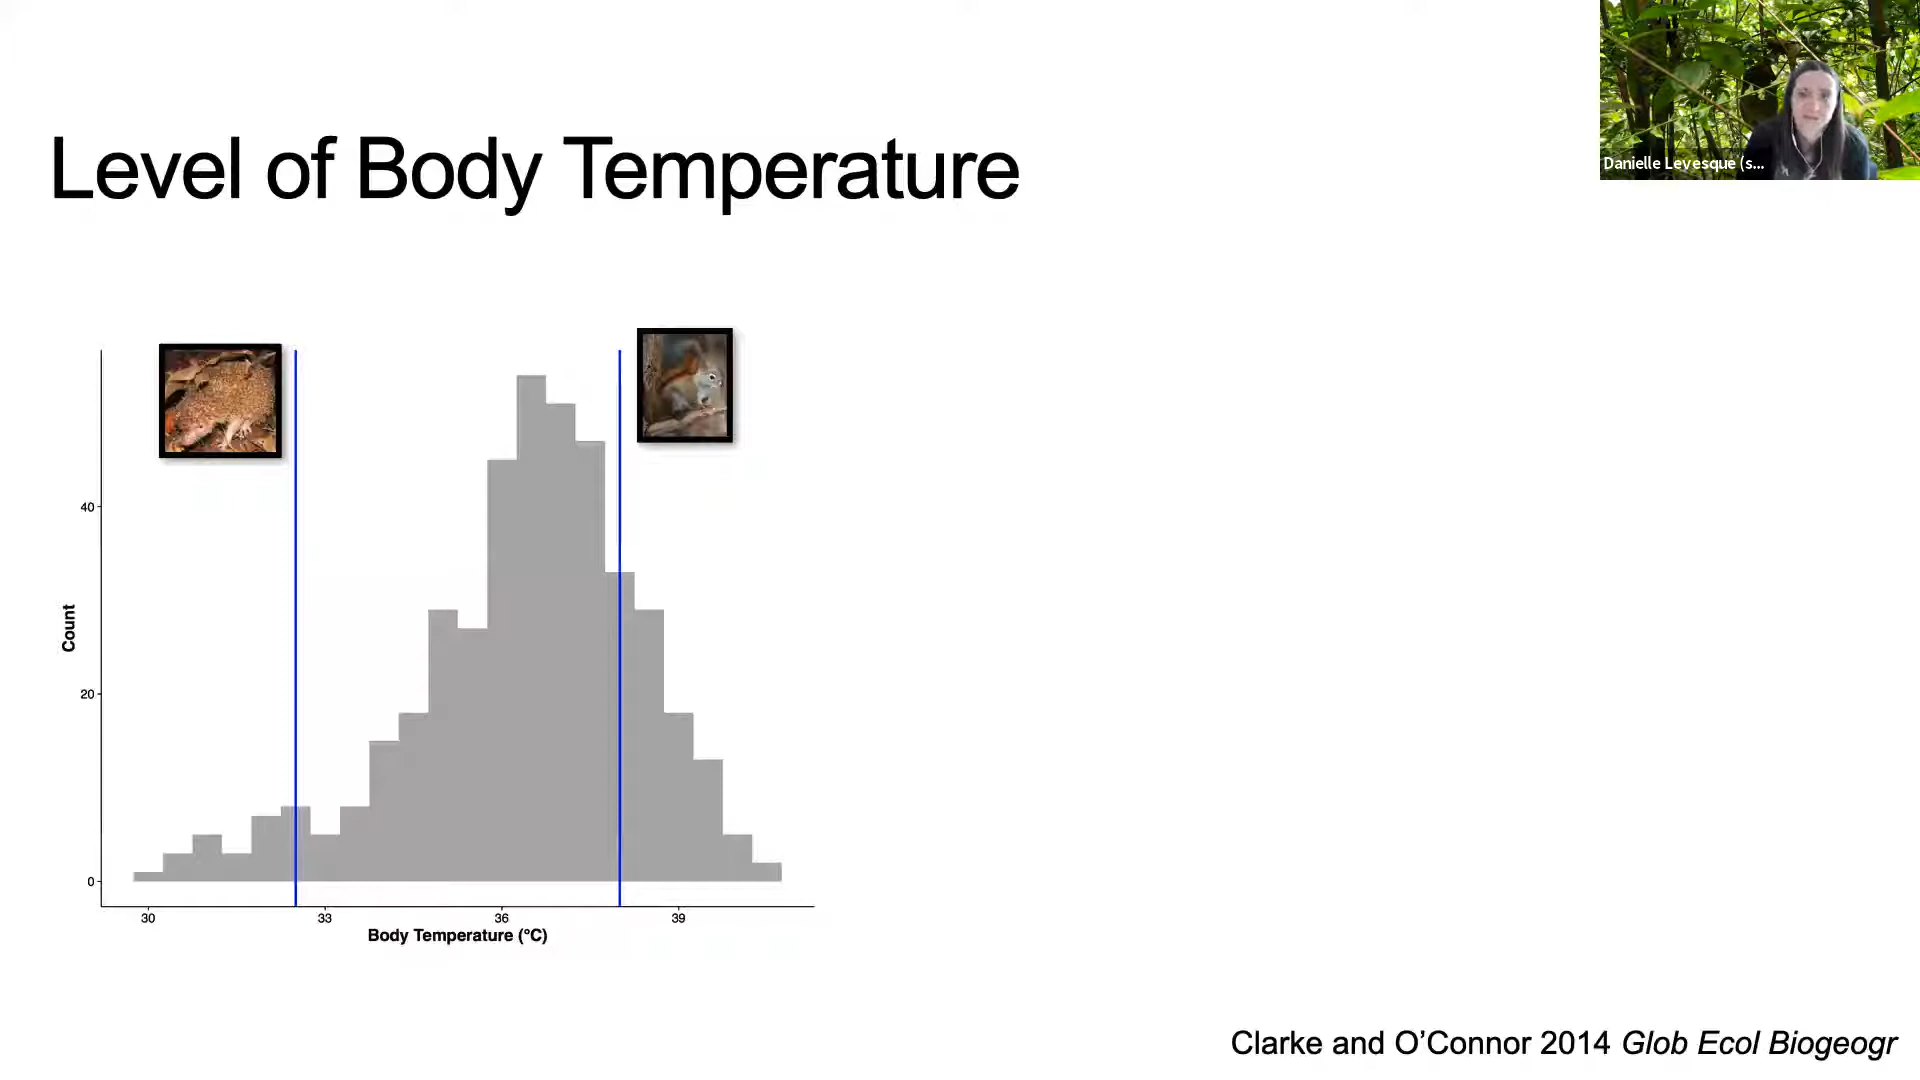 Danielle Levesque (s...
Level of Body Temperature
Count
40
20
0
30 33 36 39
Body Temperature (°C)
Clarke and O’Connor 2014 Glob Ecol Biogeogr